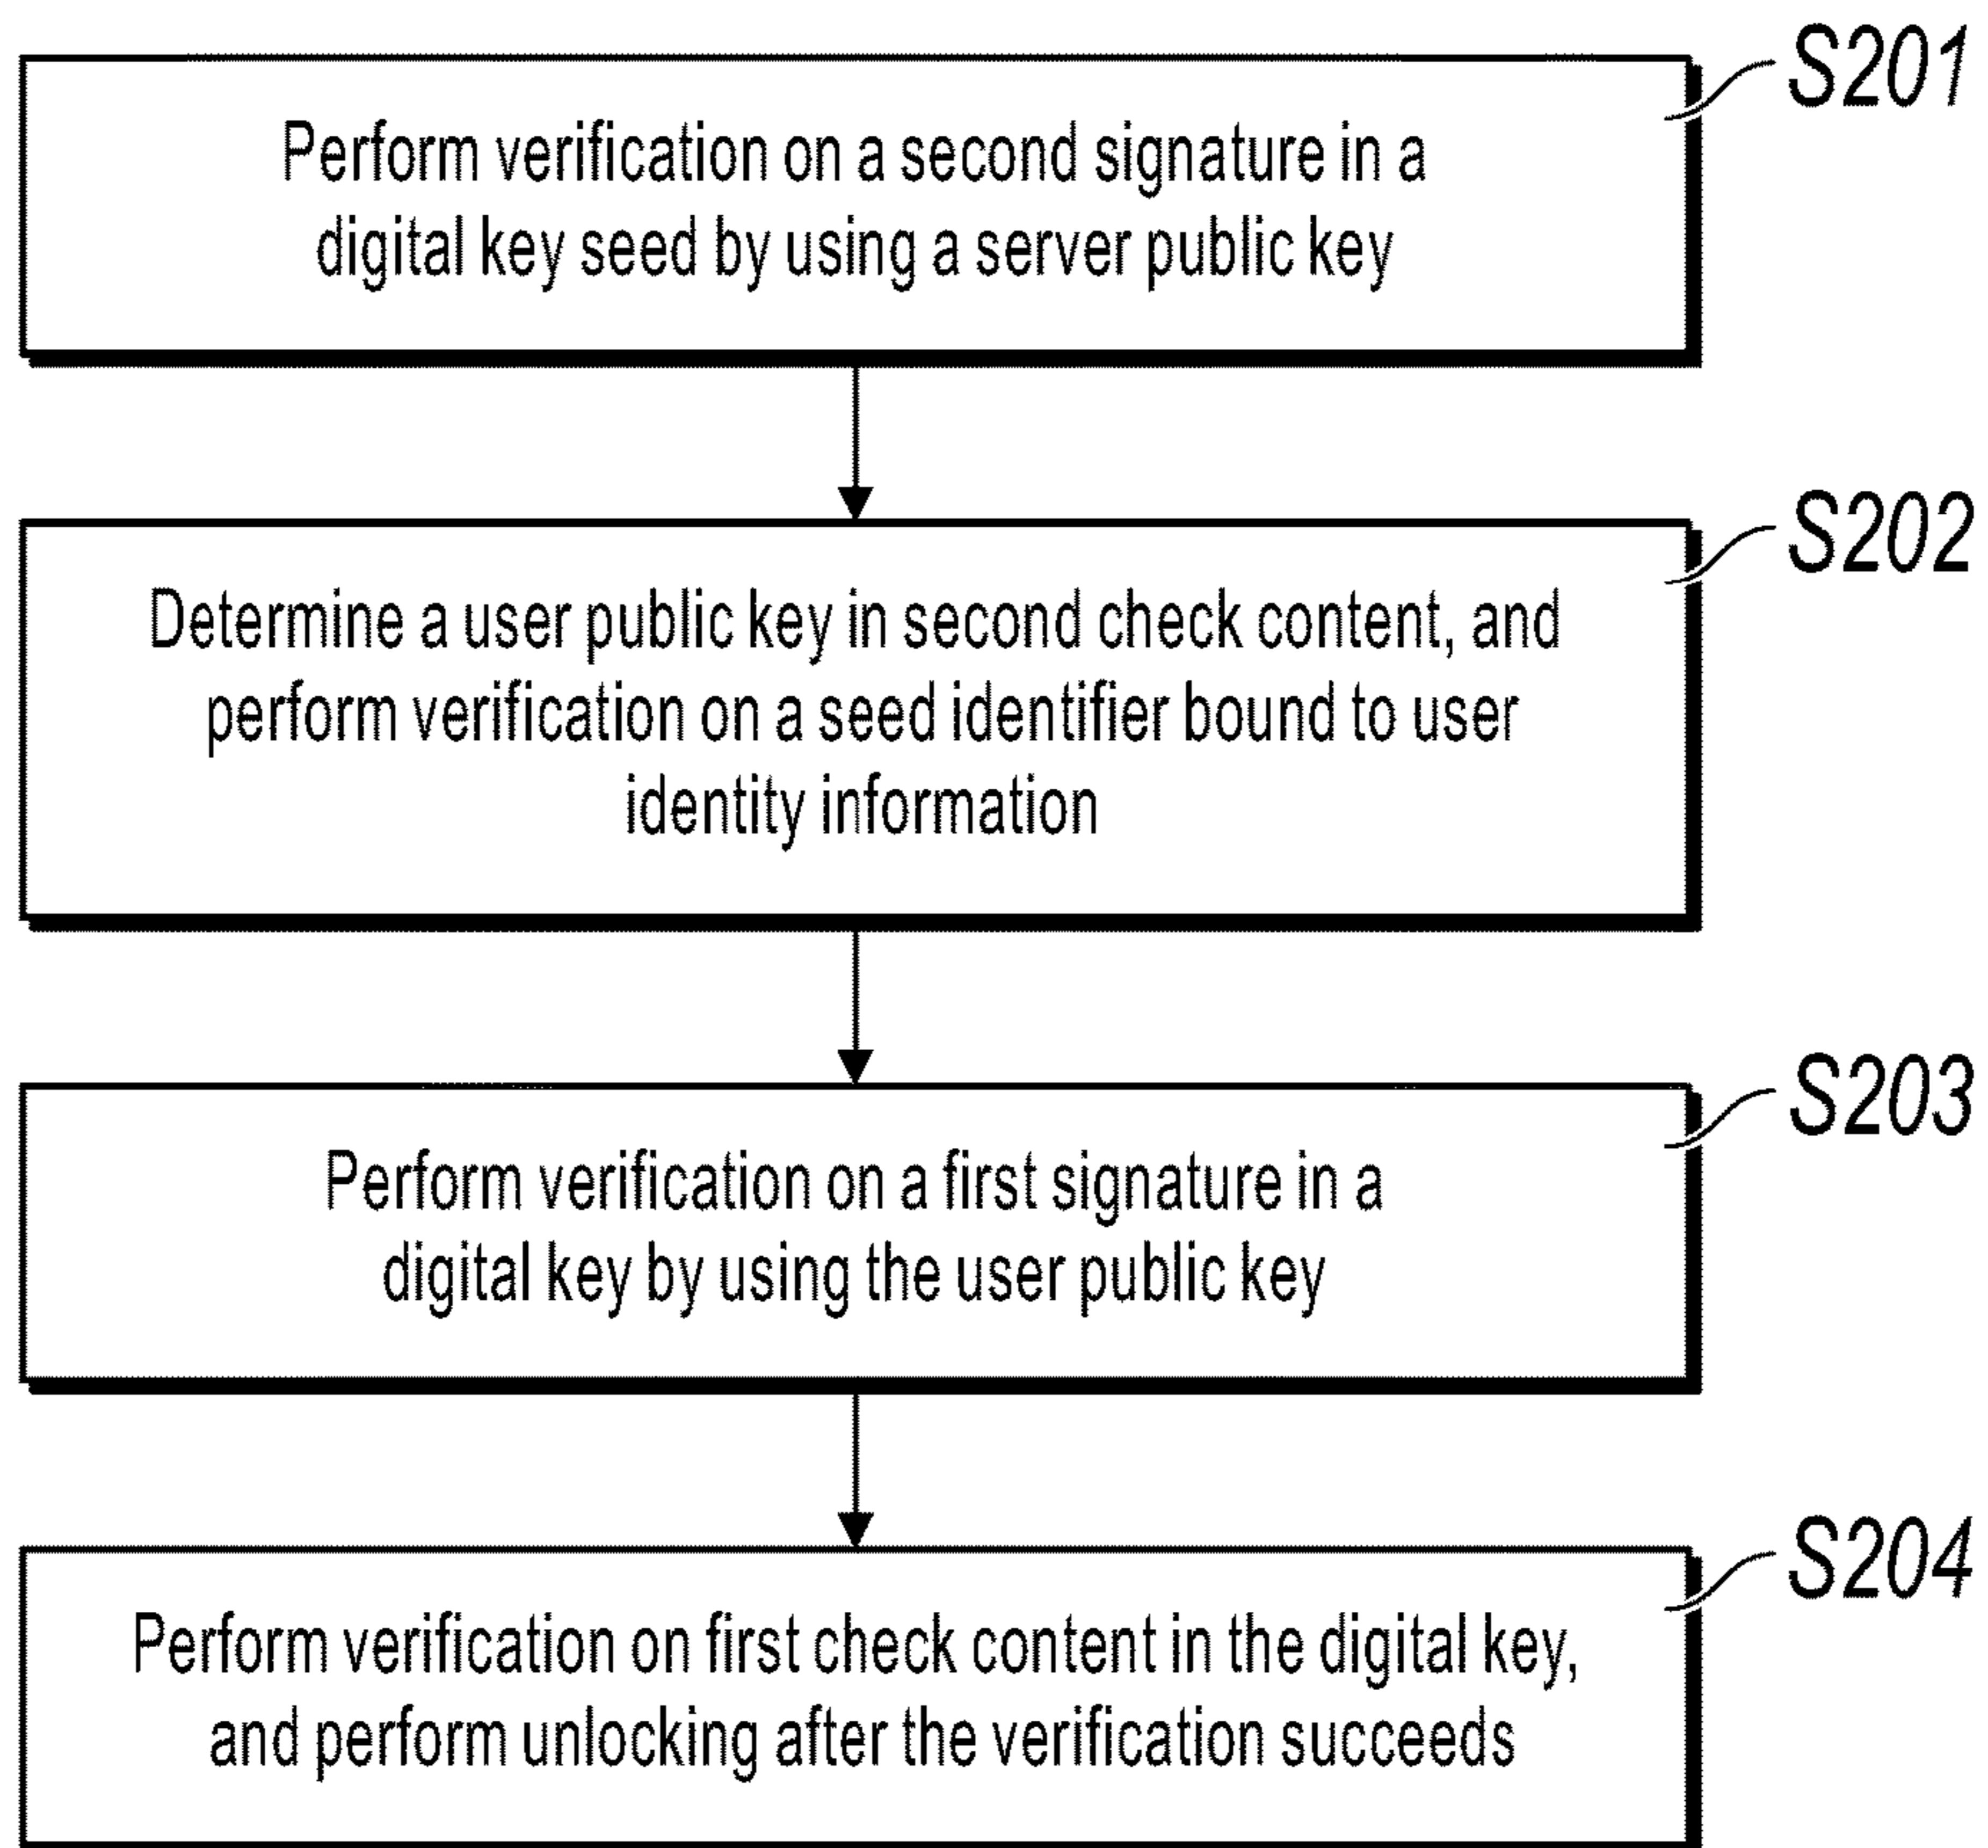 S201
Perform verification on a second signature in a
digital key seed by using a server public key
S202
Determine a user public key in second check content, and
perform verification on a seed identifier bound to user
identity information
S203
Perform verification on a first signature in a
digital key by using the user public key
S204
Perform verification on first check content in the digital key,
and perform unlocking after the verification succeeds